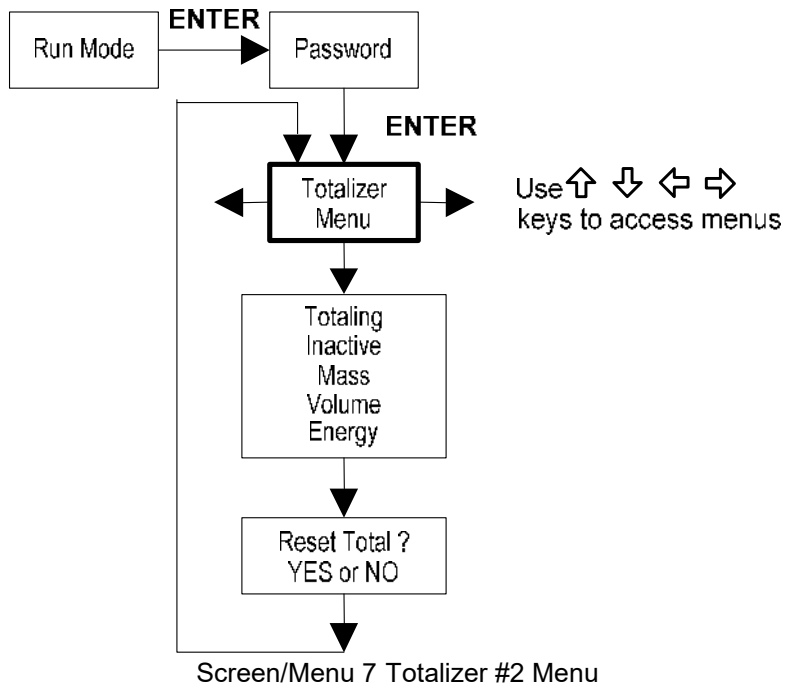 ENTER
Run Mode
Password
ENTER
Totalizer
Menu
Use ⇧ ⇩ ⇦ ⇨
keys to access menus
Totaling
Inactive
Mass
Volume
Energy
Reset Total ?
YES or NO
Screen/Menu 7 Totalizer #2 Menu